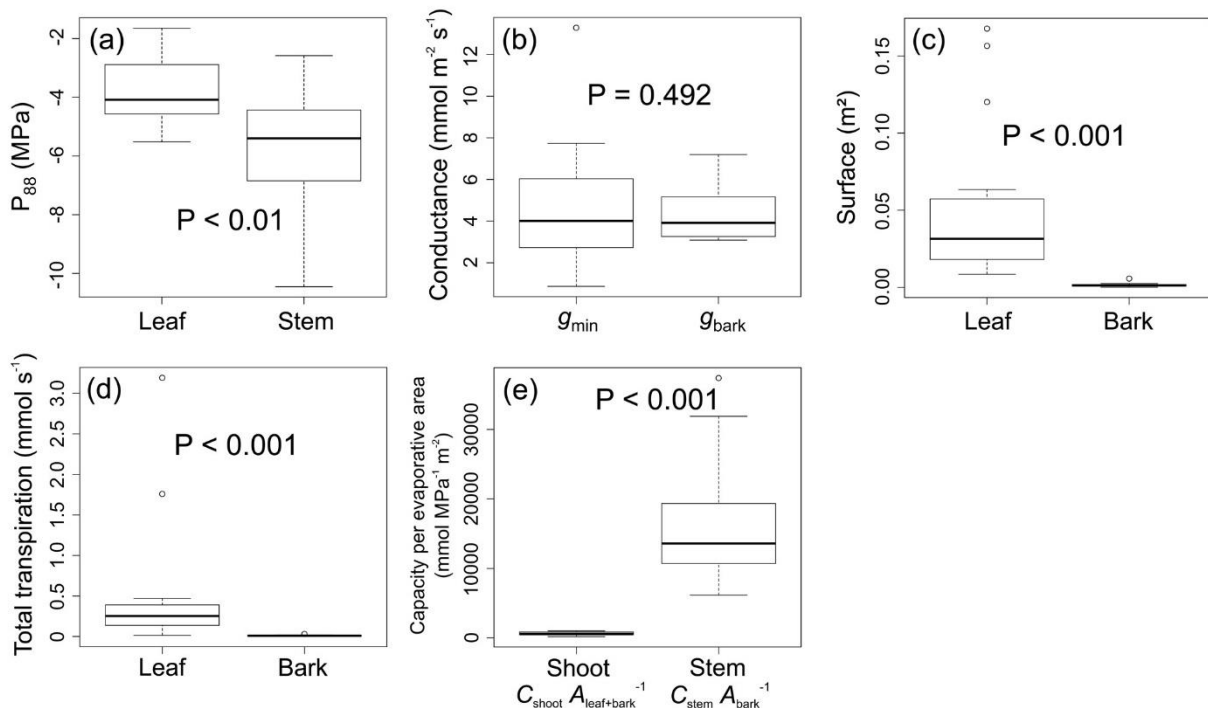 (a)
P₈₈ (MPa)
-2
-4
-6
-8
-10
P < 0.01
Leaf Stem
(b)
Conductance (mmol m⁻² s⁻¹)
12
10
8
6
4
2
P = 0.492
gmin gbark
(c)
Surface (m²)
0.15
0.10
0.05
0.00
P < 0.001
Leaf Bark
(d)
Total transpiration (mmol s⁻¹)
3.0
2.5
2.0
1.5
1.0
0.5
0
P < 0.001
Leaf Bark
(e)
Capacity per evaporative area
(mmol MPa⁻¹ m⁻²)
30000
20000
10000
0
P < 0.001
Shoot Stem
Cshoot Aleaf+bark⁻¹ Cstem Abark⁻¹